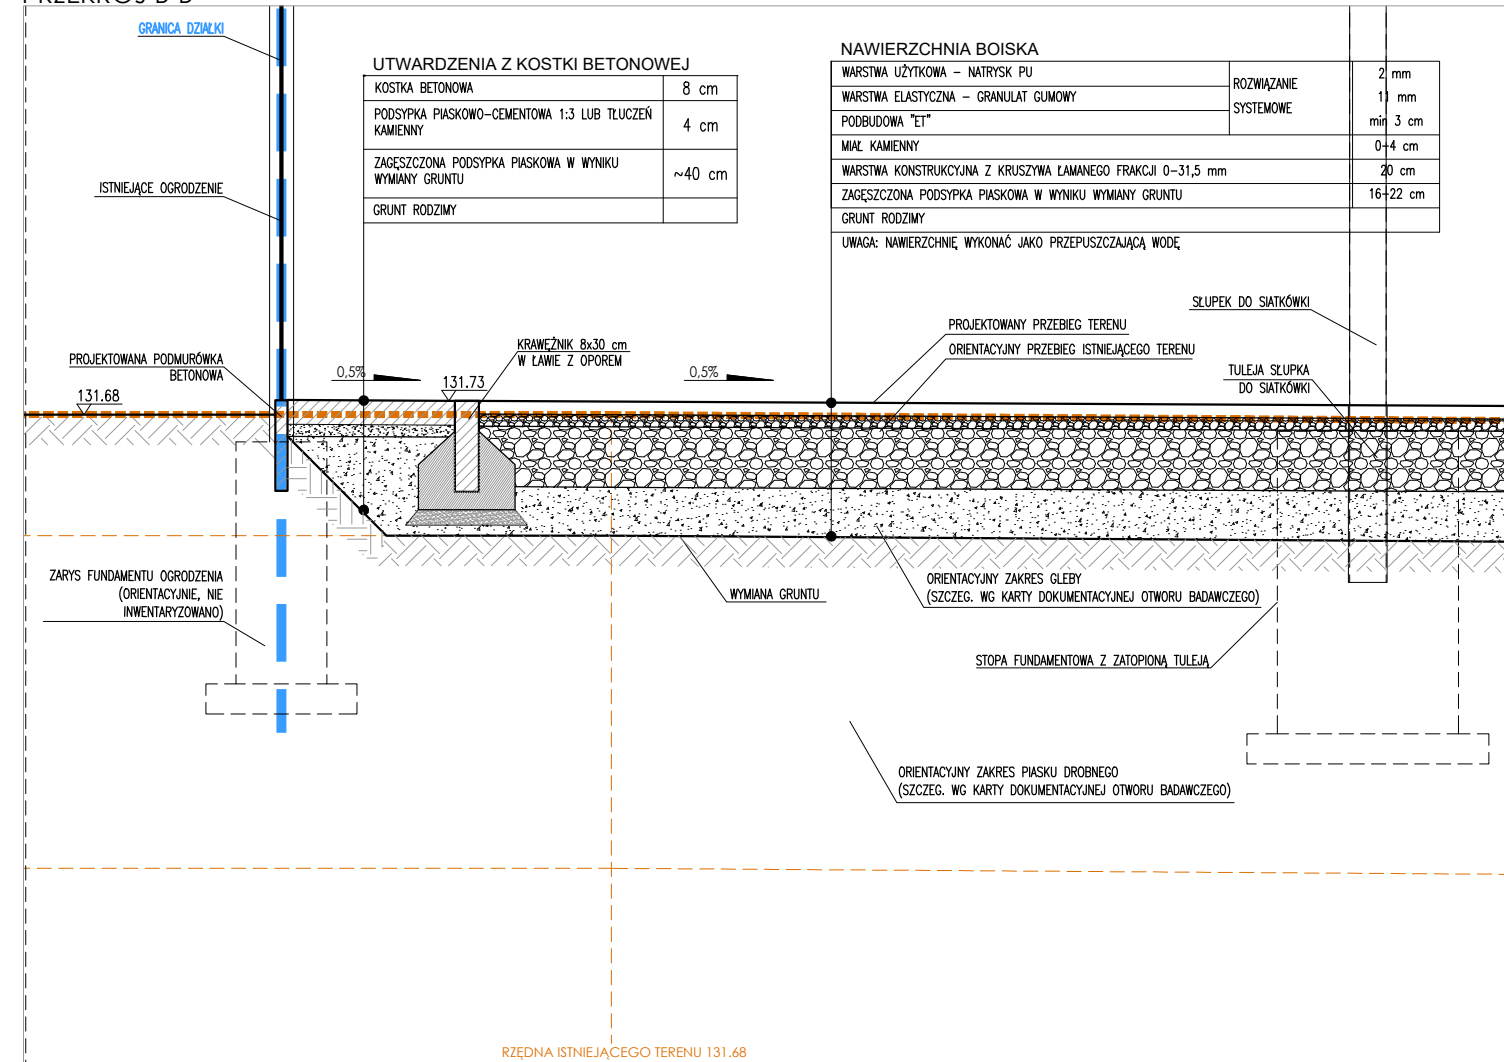 PRZEKRÓJ B-B
GRANICA DZIAŁKI
UTWARDZENIA Z KOSTKI BETONOWEJ
KOSTKA BETONOWA 8 cm
PODSYPKA PIASKOWO-CEMENTOWA 1:3 LUB TŁUCZEŃ
KAMIENNY
4 cm
ZAGĘSZCZONA PODSYPKA PIASKOWA W WYNIKU
WYMIANY GRUNTU
~40 cm
GRUNT RODZIMY
NAWIERZCHNIA BOISKA
WARSTWA UŻYTKOWA – NATRYSK PU 2 mm
WARSTWA ELASTYCZNA – GRANULAT GUMOWY 11 mm
PODBUDOWA "ET" min 3 cm
ROZWIĄZANIE
SYSTEMOWE
MIAŁ KAMIENNY 0-4 cm
WARSTWA KONSTRUKCYJNA Z KRUSZYWA ŁAMANEGO FRAKCJI 0-31,5 mm 20 cm
ZAGĘSZCZONA PODSYPKA PIASKOWA W WYNIKU WYMIANY GRUNTU 16-22 cm
GRUNT RODZIMY
UWAGA: NAWIERZCHNIĘ WYKONAĆ JAKO PRZEPUSZCZAJĄCĄ WODĘ
ISTNIEJĄCE OGRODZENIE
SŁUPEK DO SIATKÓWKI
PROJEKTOWANY PRZEBIEG TERENU
ORIENTACYJNY PRZEBIEG ISTNIEJĄCEGO TERENU
KRAWĘŻNIK 8x30 cm
W ŁAWIE Z OPOREM
PROJEKTOWANA PODMURÓWKA
BETONOWA
TULEJA SŁUPKA
DO SIATKÓWKI
0,5%
131.73
0,5%
131.68
ZARYS FUNDAMENTU OGRODZENIA
(ORIENTACYJNIE, NIE
INWENTARYZOWANO)
WYMIANA GRUNTU
ORIENTACYJNY ZAKRES GLEBY
(SZCZEG. WG KARTY DOKUMENTACYJNEJ OTWORU BADAWCZEGO)
STOPA FUNDAMENTOWA Z ZATOPIONĄ TULEJĄ
ORIENTACYJNY ZAKRES PIASKU DROBNEGO
(SZCZEG. WG KARTY DOKUMENTACYJNEJ OTWORU BADAWCZEGO)
RZĘDNA ISTNIEJĄCEGO TERENU 131.68